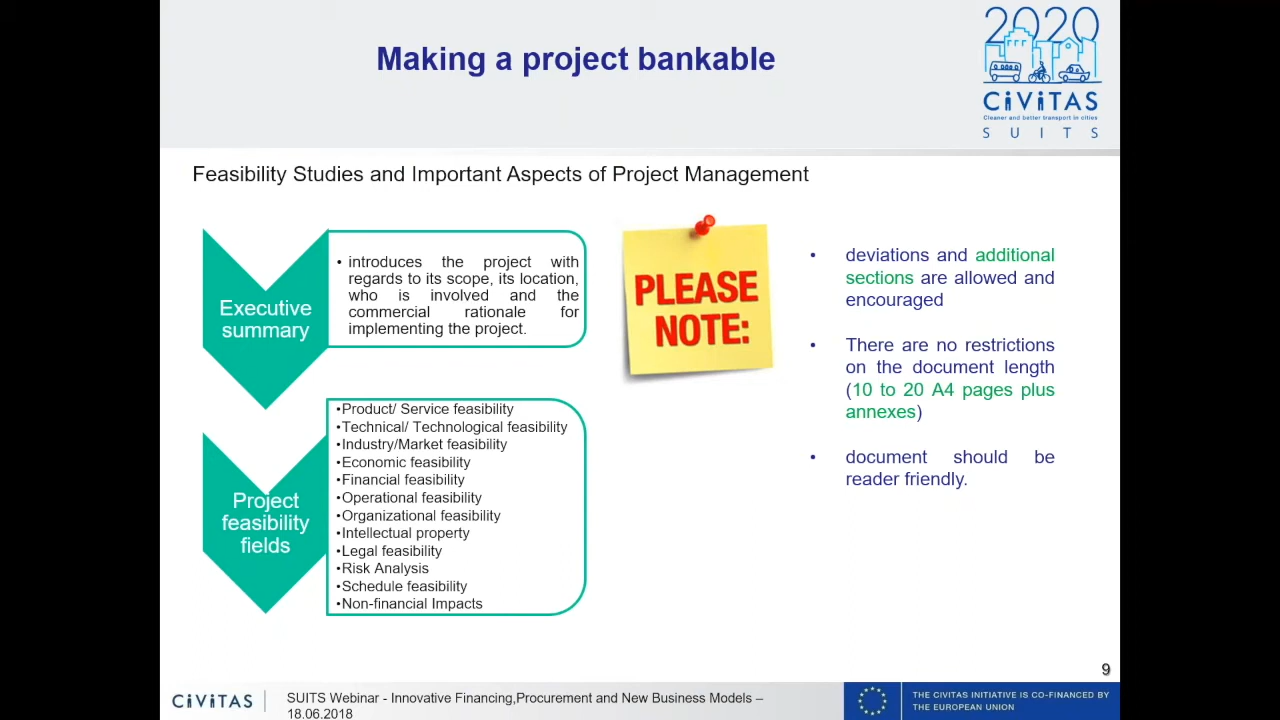 Making a project bankable
2020
CiViTAS
Cleaner and better transport in cities
S U I T S
Feasibility Studies and Important Aspects of Project Management
Executive
summary
• introduces the project with
regards to its scope, its location,
who is involved and the
commercial rationale for
implementing the project.
Project
feasibility
fields
•Product/ Service feasibility
•Technical/ Technological feasibility
•Industry/Market feasibility
•Economic feasibility
•Financial feasibility
•Operational feasibility
•Organizational feasibility
•Intellectual property
•Legal feasibility
•Risk Analysis
•Schedule feasibility
•Non-financial Impacts
PLEASE
NOTE:
• deviations and additional
sections are allowed and
encouraged
• There are no restrictions
on the document length
(10 to 20 A4 pages plus
annexes)
• document should be
reader friendly.
9
CiViTAS
SUITS Webinar - Innovative Financing,Procurement and New Business Models –
18.06.2018
THE CIVITAS INITIATIVE IS CO-FINANCED BY
THE EUROPEAN UNION